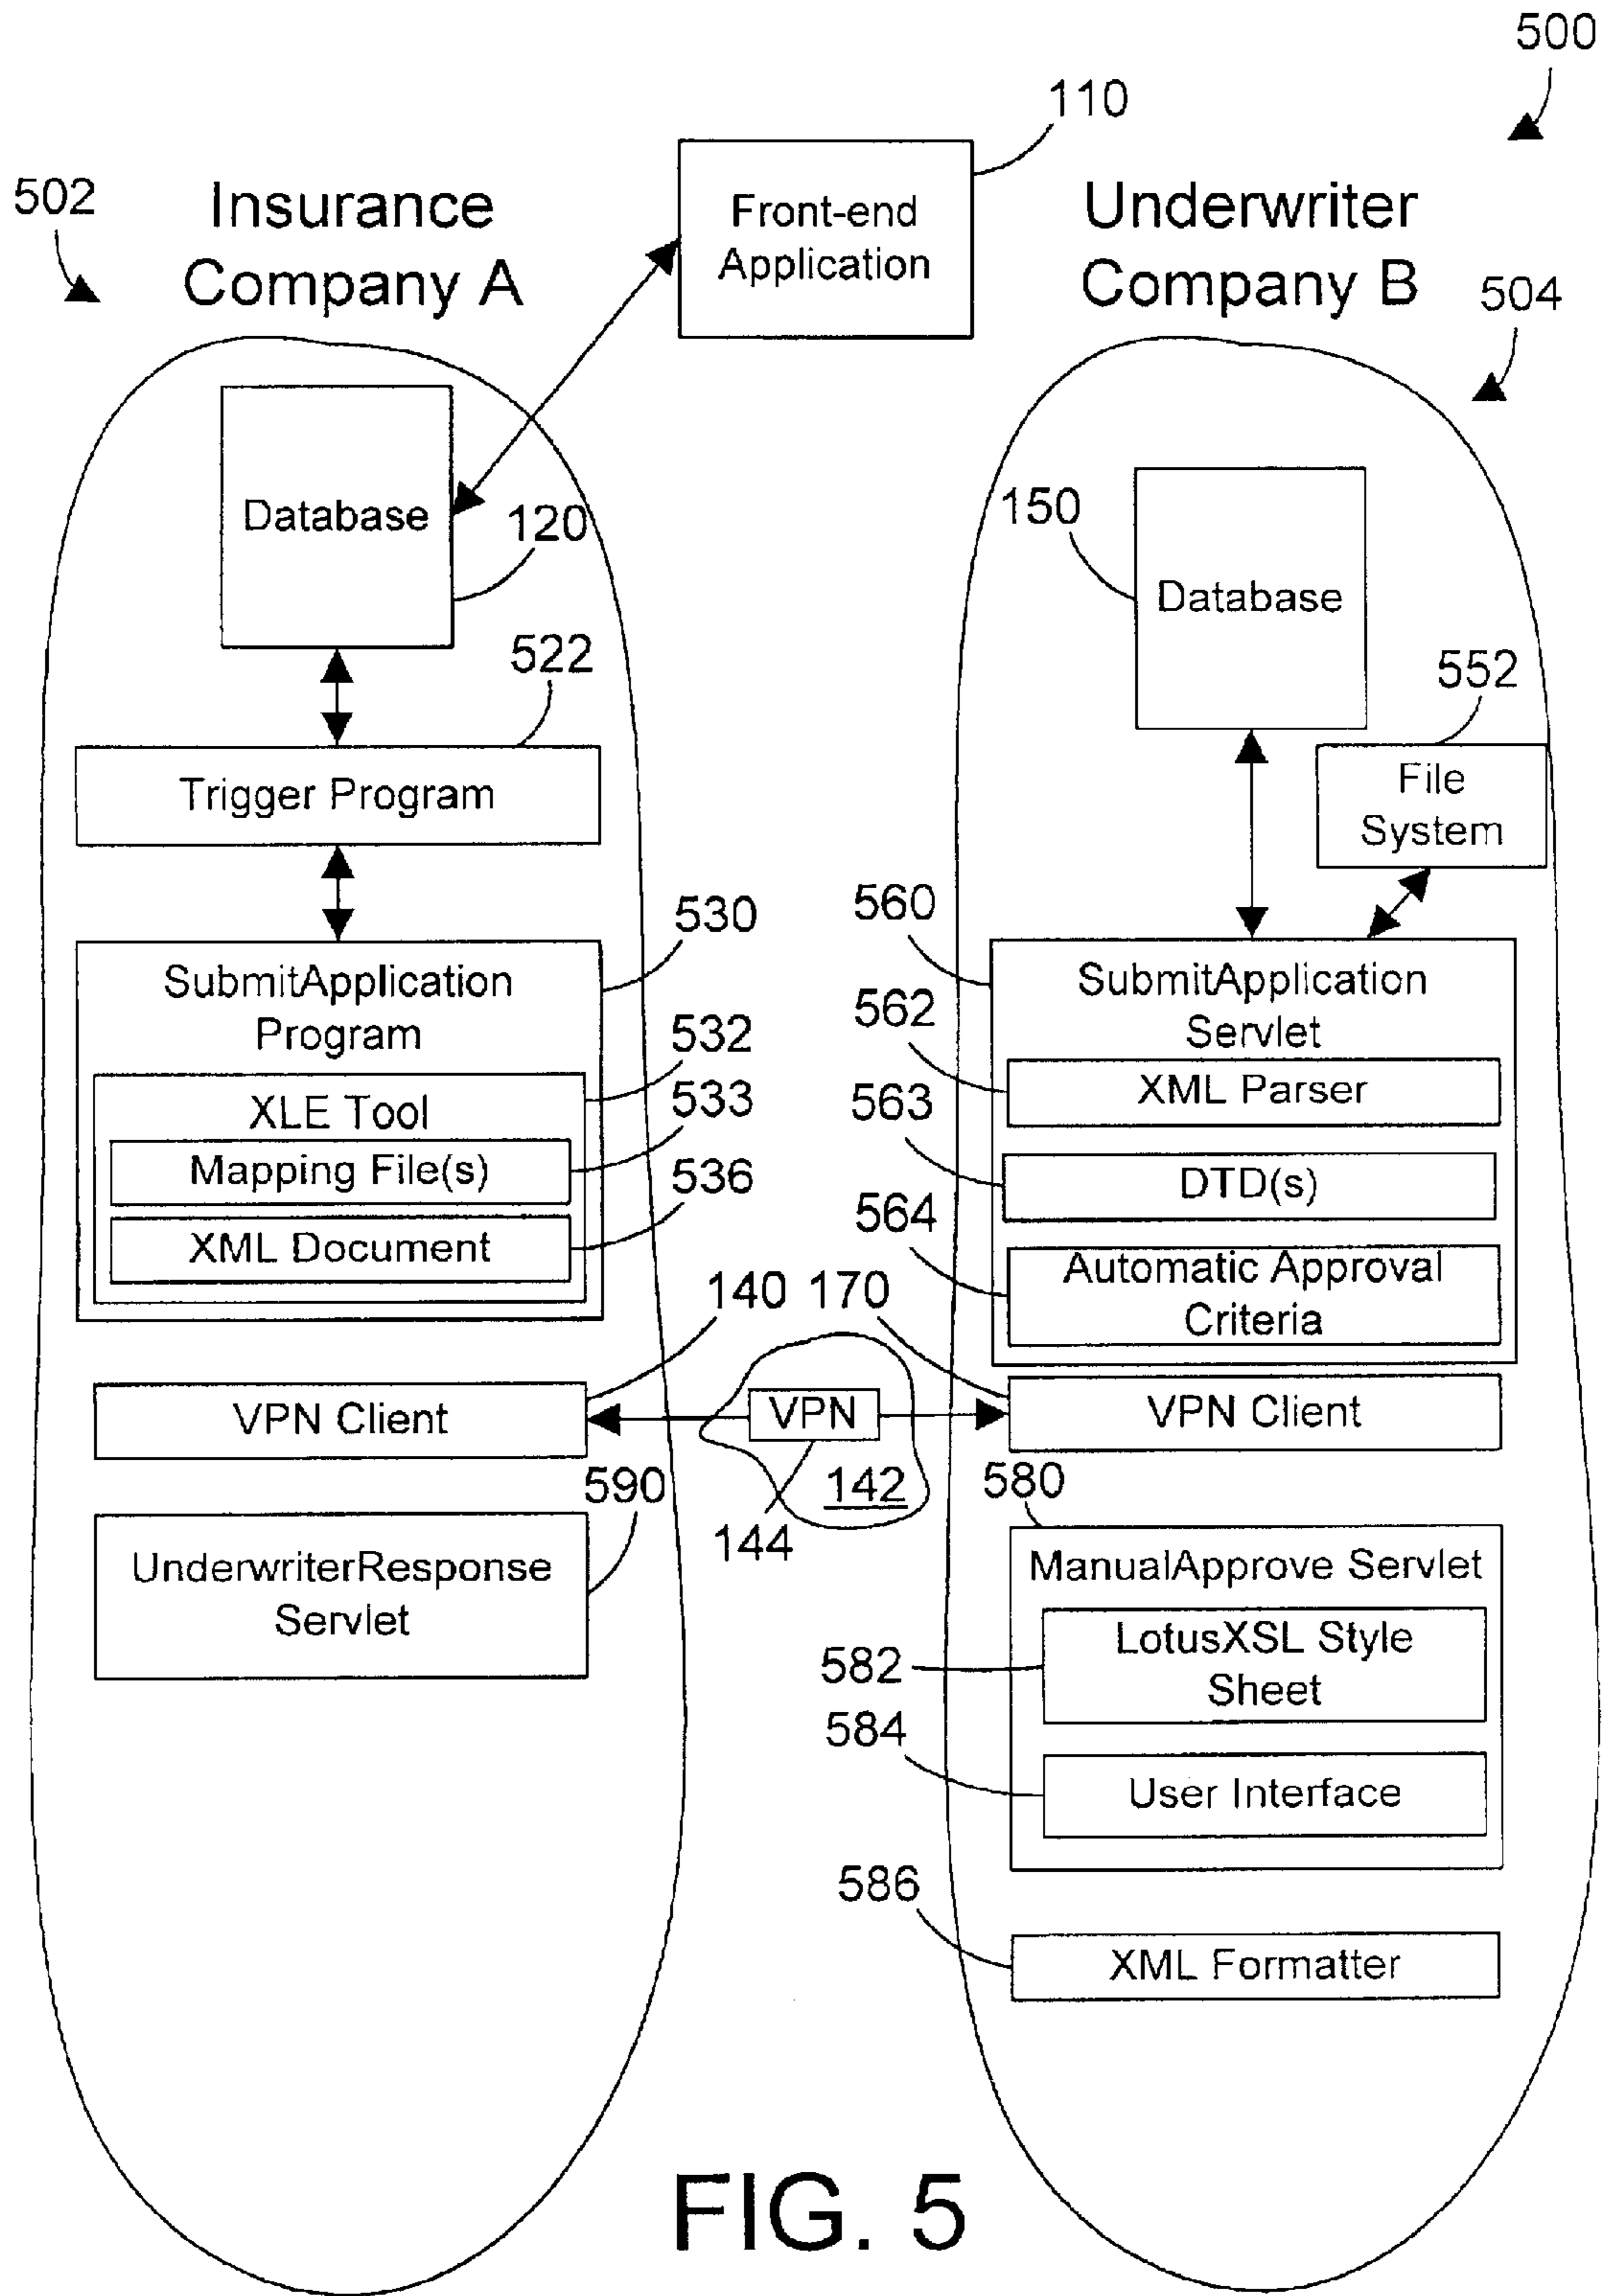 500
110
502
Insurance
Company A
Front-end
Application
Underwriter
Company B
504
Database
120
150
Database
522
552
Trigger Program
File
System
530
560
SubmitApplication
Program
SubmitApplication
Servlet
532
562
XLE Tool
XML Parser
533
563
Mapping File(s)
DTD(s)
536
564
XML Document
Automatic Approval
Criteria
140
170
VPN Client
VPN
VPN Client
142
144
590
580
UnderwriterResponse
Servlet
ManualApprove Servlet
582
LotusXSL Style
Sheet
584
User Interface
586
XML Formatter
FIG. 5